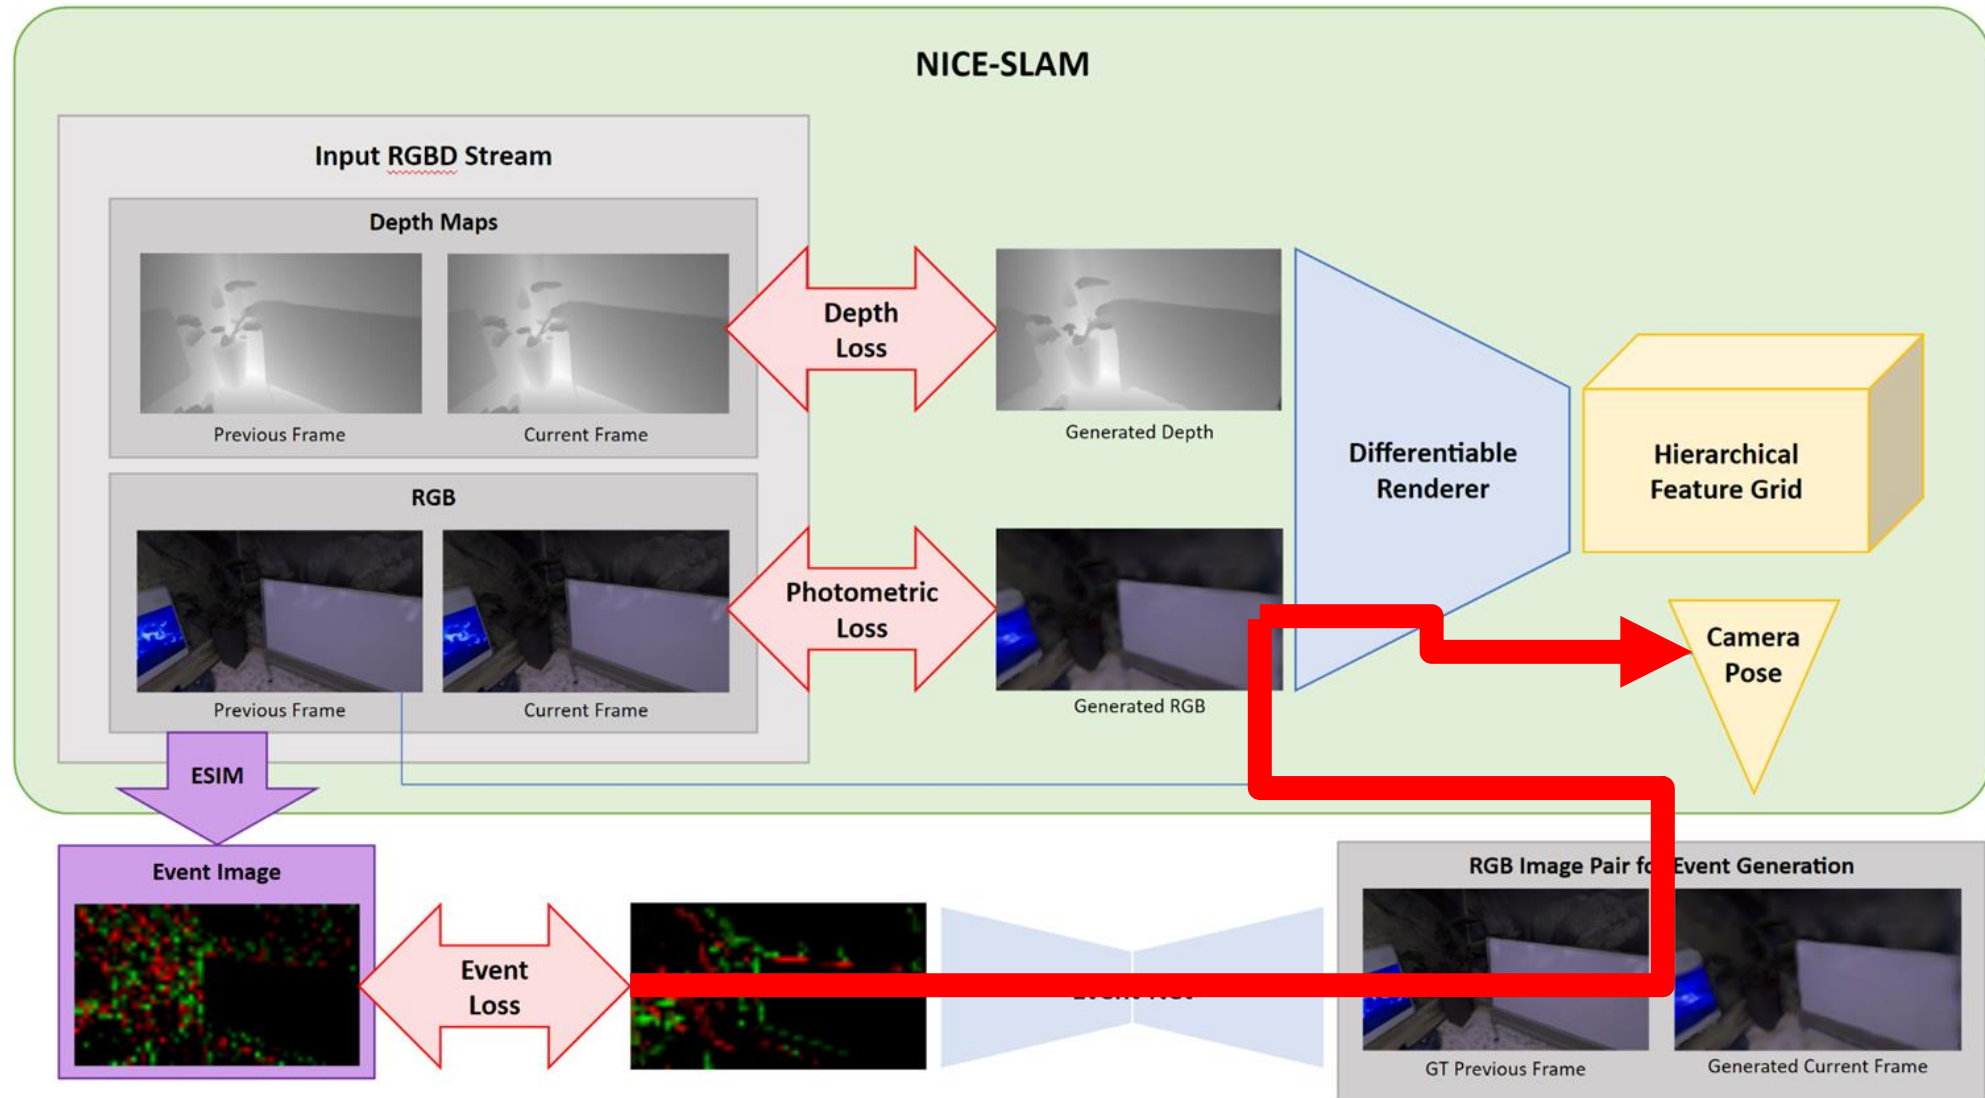 NICE-SLAM
Input RGBD Stream
Depth Maps
Previous Frame
Current Frame
Depth
Loss
Generated Depth
Differentiable
Renderer
Hierarchical
Feature Grid
RGB
Previous Frame
Current Frame
Photometric
Loss
Generated RGB
Camera
Pose
ESIM
Event Image
Event
Loss
RGB Image Pair for Event Generation
GT Previous Frame
Generated Current Frame